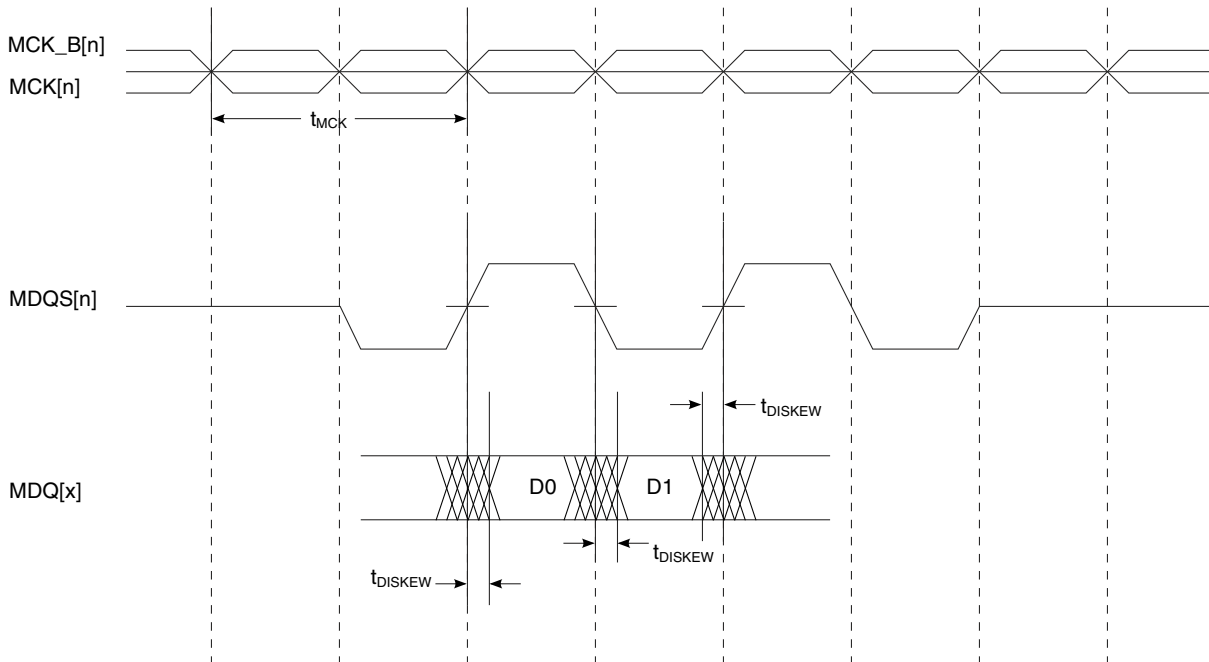 MCK_B[n]
MCK[n]
tMCK
MDQS[n]
tDISKEW
MDQ[x]
D0
D1
tDISKEW
tDISKEW